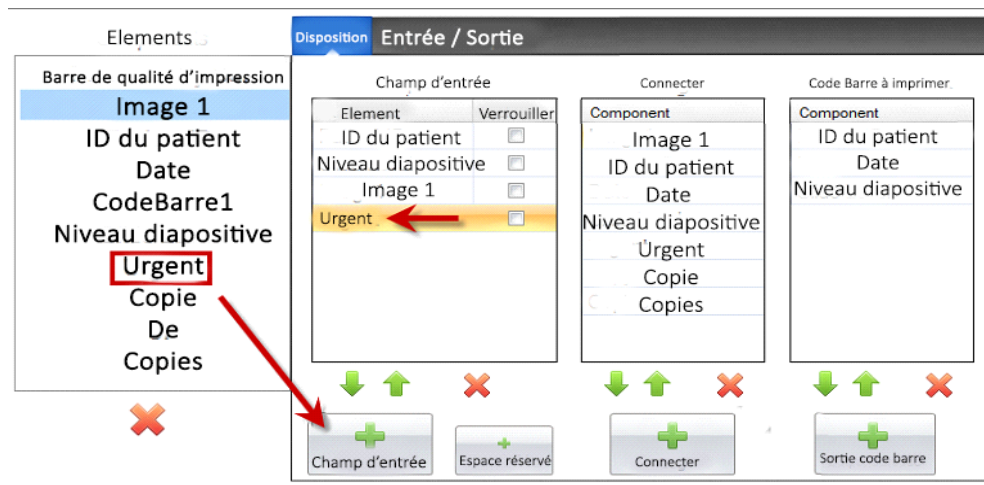 Elements
Barre de qualité d'impression
Image 1
ID du patient
Date
CodeBarre1
Niveau diapositive
Urgent
Copie
De
Copies
Disposition Entrée / Sortie
Champ d'entrée
Element Verrouiller
ID du patient
Niveau diapositive
Image 1
Urgent
Champ d'entrée
Espace réservé
Connecter
Component
Image 1
ID du patient
Date
Niveau diapositive
Urgent
Copie
Copies
Connecter
Code Barre à imprimer
Component
ID du patient
Date
Niveau diapositive
Sortie code barre